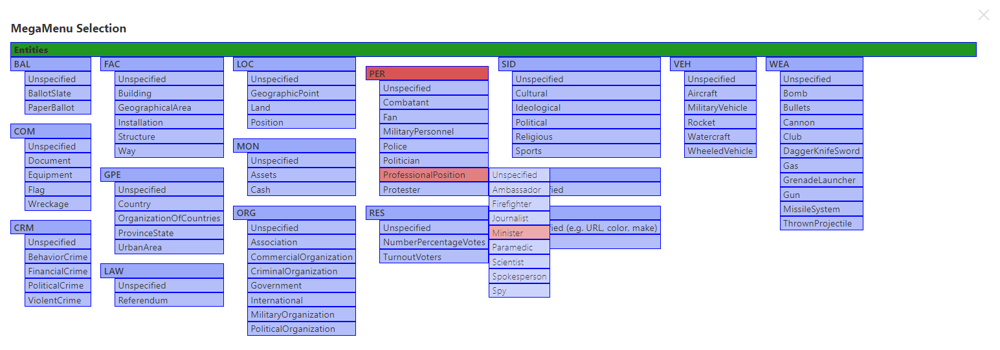 MegaMenu Selection
Entities
BAL
Unspecified
BallotSlate
PaperBallot
COM
Unspecified
Document
Equipment
Flag
Wreckage
CRM
Unspecified
BehaviorCrime
FinancialCrime
PoliticalCrime
ViolentCrime
FAC
Unspecified
Building
GeographicalArea
Installation
Structure
Way
GPE
Unspecified
Country
OrganizationOfCountries
ProvinceState
UrbanArea
LAW
Unspecified
Referendum
LOC
Unspecified
GeographicPoint
Land
Position
MON
Unspecified
Assets
Cash
ORG
Unspecified
Association
CommercialOrganization
CriminalOrganization
Government
International
MilitaryOrganization
PoliticalOrganization
PER
Unspecified
Combatant
Fan
MilitaryPersonnel
Police
Politician
ProfessionalPosition
Protester
RES
Unspecified
NumberPercentageVotes
TurnoutVoters
Unspecified
Ambassador
Firefighter
Journalist
Minister
Paramedic
Scientist
Spokesperson
Spy
SID
Unspecified
Cultural
Ideological
Political
Religious
Sports
fied
fied (e.g. URL, color, make)
VEH
Unspecified
Aircraft
MilitaryVehicle
Rocket
Watercraft
WheeledVehicle
WEA
Unspecified
Bomb
Bullets
Cannon
Club
DaggerKnifeSword
Gas
GrenadeLauncher
Gun
MissileSystem
ThrownProjectile